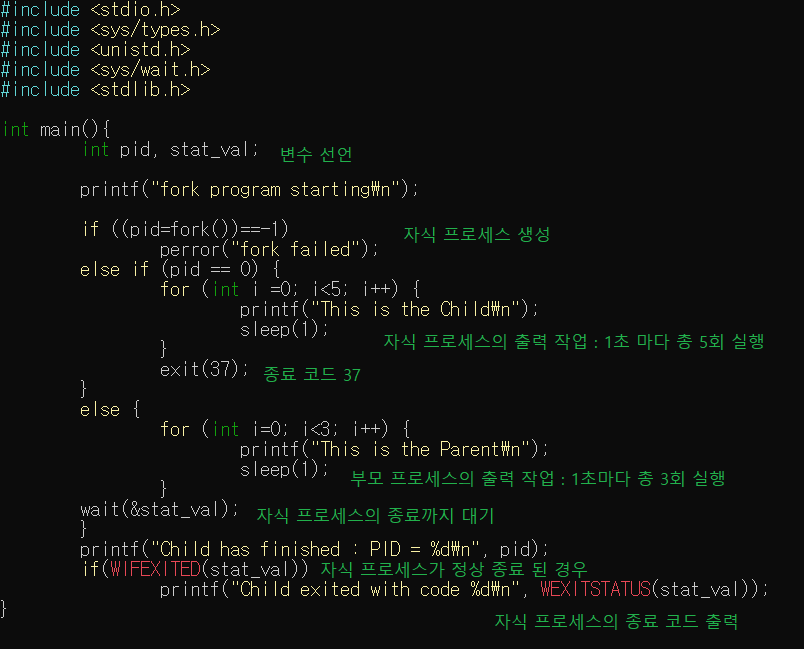 #include <stdio.h>
#include <sys/types.h>
#include <unistd.h>
#include <sys/wait.h>
#include <stdlib.h>
int main(){
int pid, stat_val; 변수 선언
printf("fork program starting₩n");
if ((pid=fork())==-1) 자식 프로세스 생성
perror("fork failed");
else if (pid == 0) {
for (int i =0; i<5; i++) {
printf("This is the Child₩n");
sleep(1);
자식 프로세스의 출력 작업 : 1초 마다 총 5회 실행
}
exit(37); 종료 코드 37
}
else {
for (int i=0; i<3; i++) {
printf("This is the Parent₩n");
sleep(1);
부모 프로세스의 출력 작업 : 1초마다 총 3회 실행
}
wait(&stat_val); 자식 프로세스의 종료까지 대기
}
printf("Child has finished : PID = %d₩n", pid);
if(WIFEXITED(stat_val)) 자식 프로세스가 정상 종료 된 경우
printf("Child exited with code %d₩n", WEXITSTATUS(stat_val));
}
자식 프로세스의 종료 코드 출력